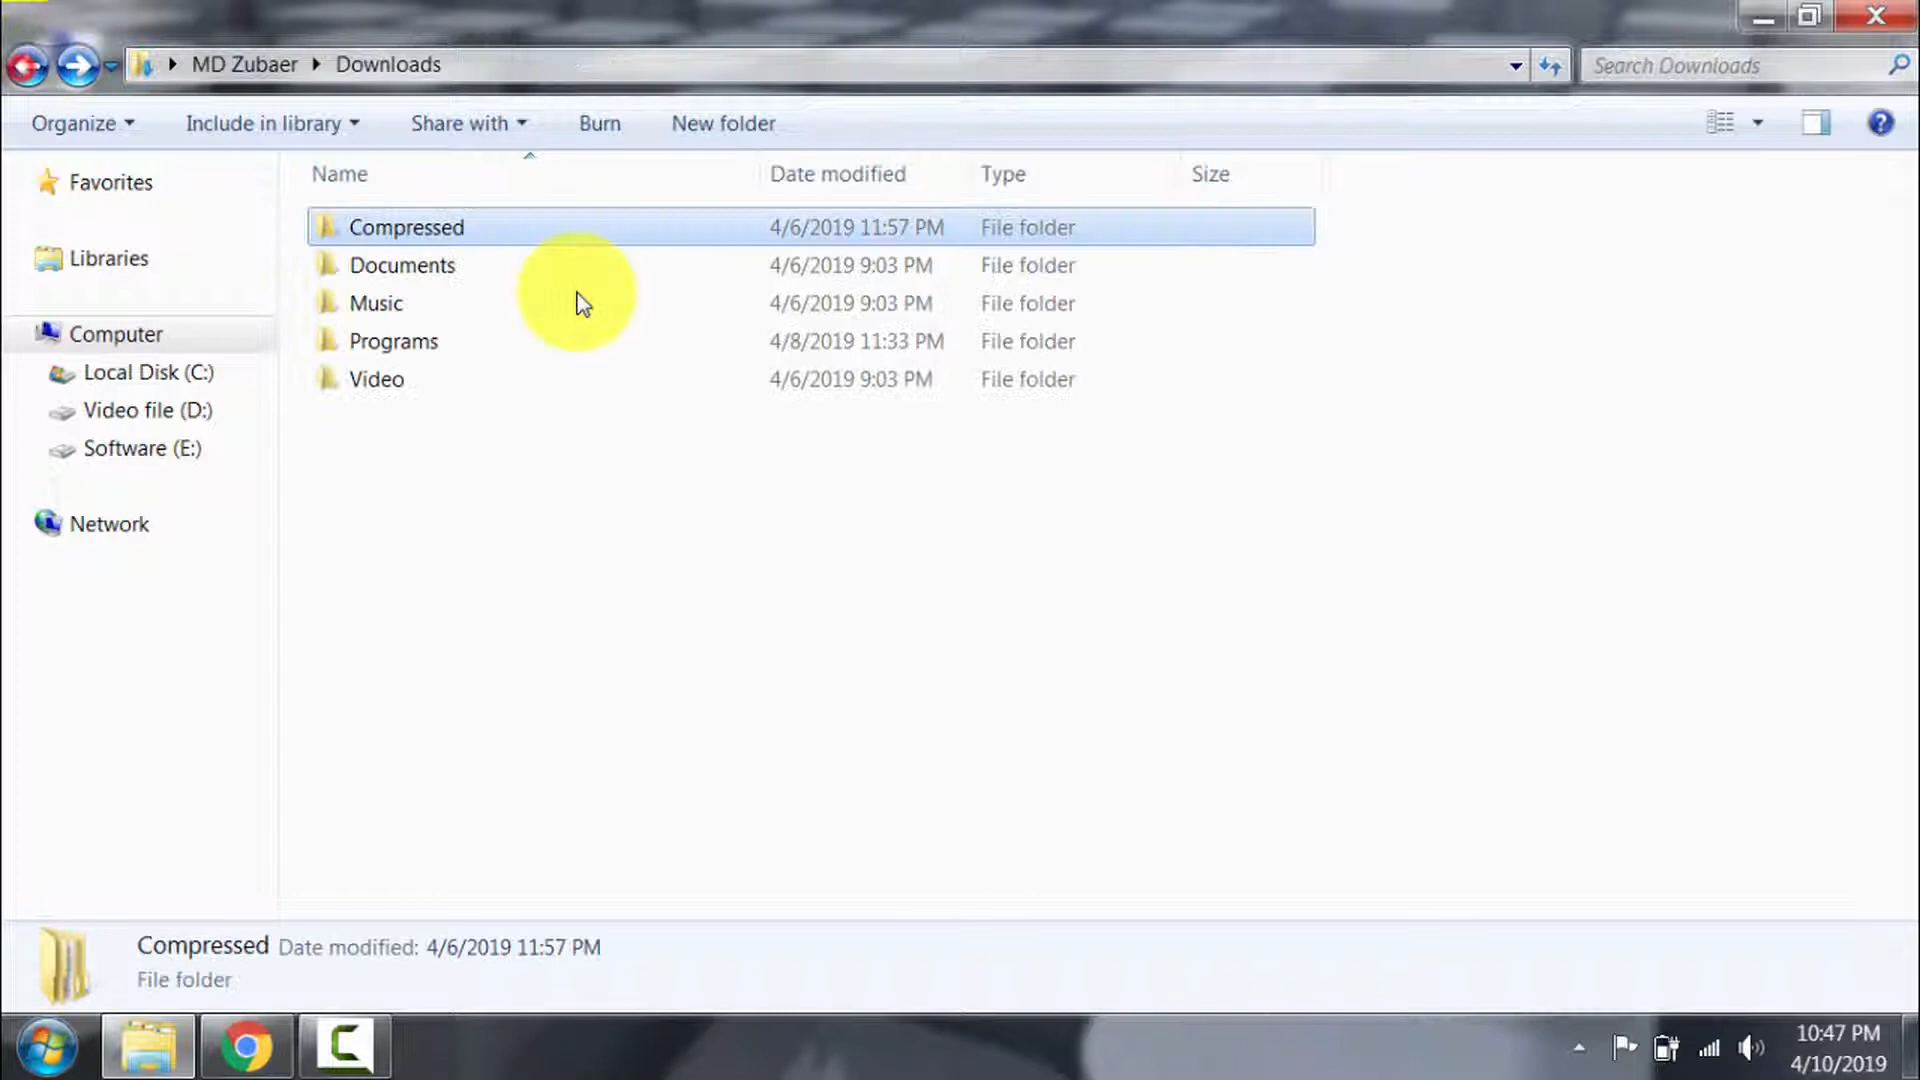 MD Zubaer Downloads
Search Downloads
Organize Include in library Share with Burn New folder
Name Date modified Type Size
Favorites
Libraries
Computer
Local Disk (C:)
Video file (D:)
Software (E:)
Network
Compressed 4/6/2019 11:57 PM File folder
Documents 4/6/2019 9:03 PM File folder
Music 4/6/2019 9:03 PM File folder
Programs 4/8/2019 11:33 PM File folder
Video 4/6/2019 9:03 PM File folder
Compressed Date modified: 4/6/2019 11:57 PM
File folder
10:47 PM
4/10/2019